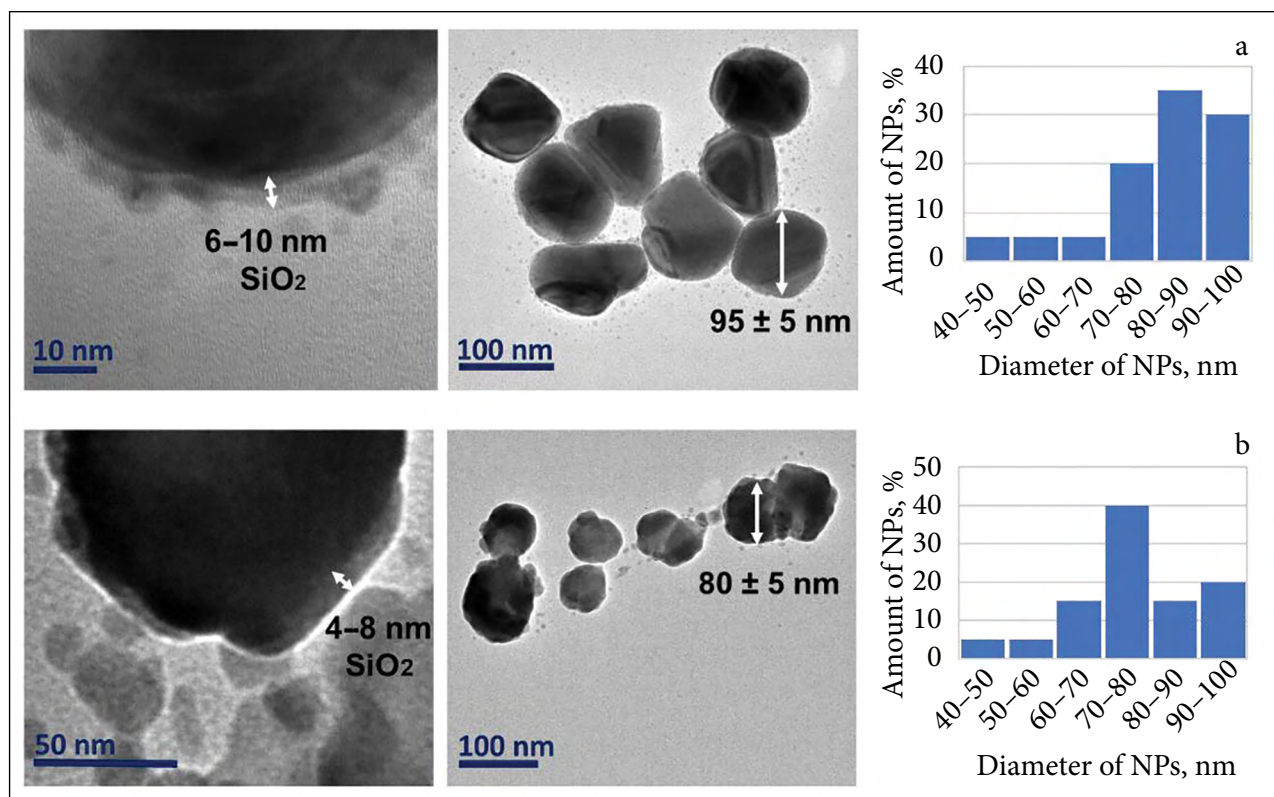 6–10 nm
SiO2
10 nm
95 ± 5 nm
100 nm
a
Amount of NPs, %
40
30
20
10
0
40–50
50–60
60–70
70–80
80–90
90–100
Diameter of NPs, nm
4–8 nm
SiO2
50 nm
80 ± 5 nm
100 nm
b
Amount of NPs, %
50
40
30
20
10
0
40–50
50–60
60–70
70–80
80–90
90–100
Diameter of NPs, nm